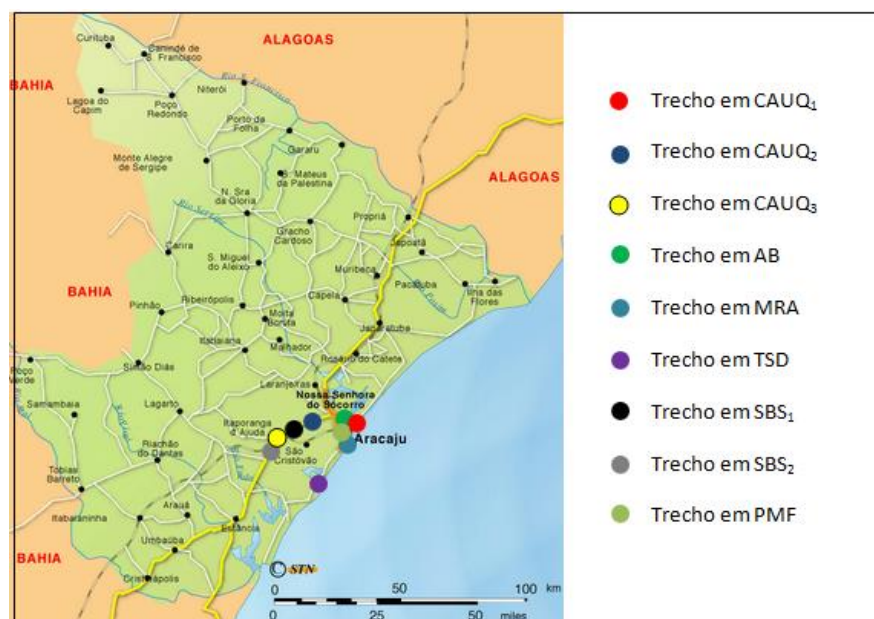 ALAGOAS
Curituba
Canindé de
S. Francisco
BAHIA
Niterói
Rio S. Francisco
Lagoa do
Capim
Poço
Redondo
Porto da
Folha
Gararu
ALAGOAS
Monte Alegre
de Sergipe
S. Mateus
da Palestina
N. Sra
da Gloria
Propriá
Gracho
Cardoso
Carira
Japoatã
S. Miguel
do Aleixo
Muribeca
Pacatuba
Ilha das
Flores
BAHIA
Ribeirópolis
Capela
Pinhão
Moita
Bonita
Japaratuba
Itabaiana
Malhador
Poço
Verde
Simão Diás
Rosário do Catete
Laranjeiras
Nossa Senhora
do Socorro
Samambaia
Lagarto
Itaporanga
d'Ajuda
Aracaju
Riachão
do Dantas
São
Cristóvão
Tobias
Barreto
Itabaráninha
Arauá
Estância
Umbaúba
BAHIA
Cristinápolis
© STN
0 50 100 km
0 25 50 miles
Trecho em CAUQ₁
Trecho em CAUQ₂
Trecho em CAUQ₃
Trecho em AB
Trecho em MRA
Trecho em TSD
Trecho em SBS₁
Trecho em SBS₂
Trecho em PMF